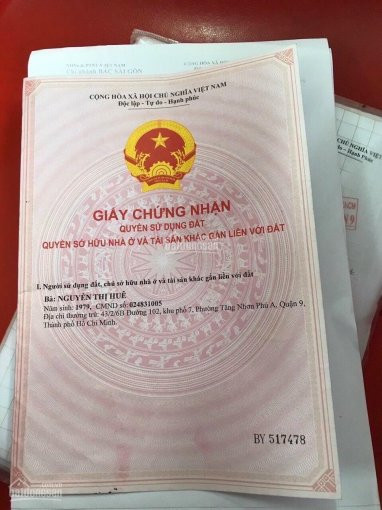 CỘNG HÒA XÃ HỘI CHỦ NGHĨA VIỆT NAM
Độc lập - Tự do - Hạnh phúc
GIẤY CHỨNG NHẬN
QUYỀN SỬ DỤNG ĐẤT
QUYỀN SỞ HỮU NHÀ Ở VÀ TÀI SẢN KHÁC GẮN LIỀN VỚI ĐẤT
I. Người sử dụng đất, chủ sở hữu nhà ở và tài sản khác gắn liền với đất
Bà: NGUYỄN THỊ HUÊ
Năm sinh: 1979, CMND số: 024831005
Địa chỉ thường trú: 43/2/6B Đường 102, khu phố 7, Phường Tăng Nhơn Phú A, Quận 9,
Thành phố Hồ Chí Minh.
BY 517478